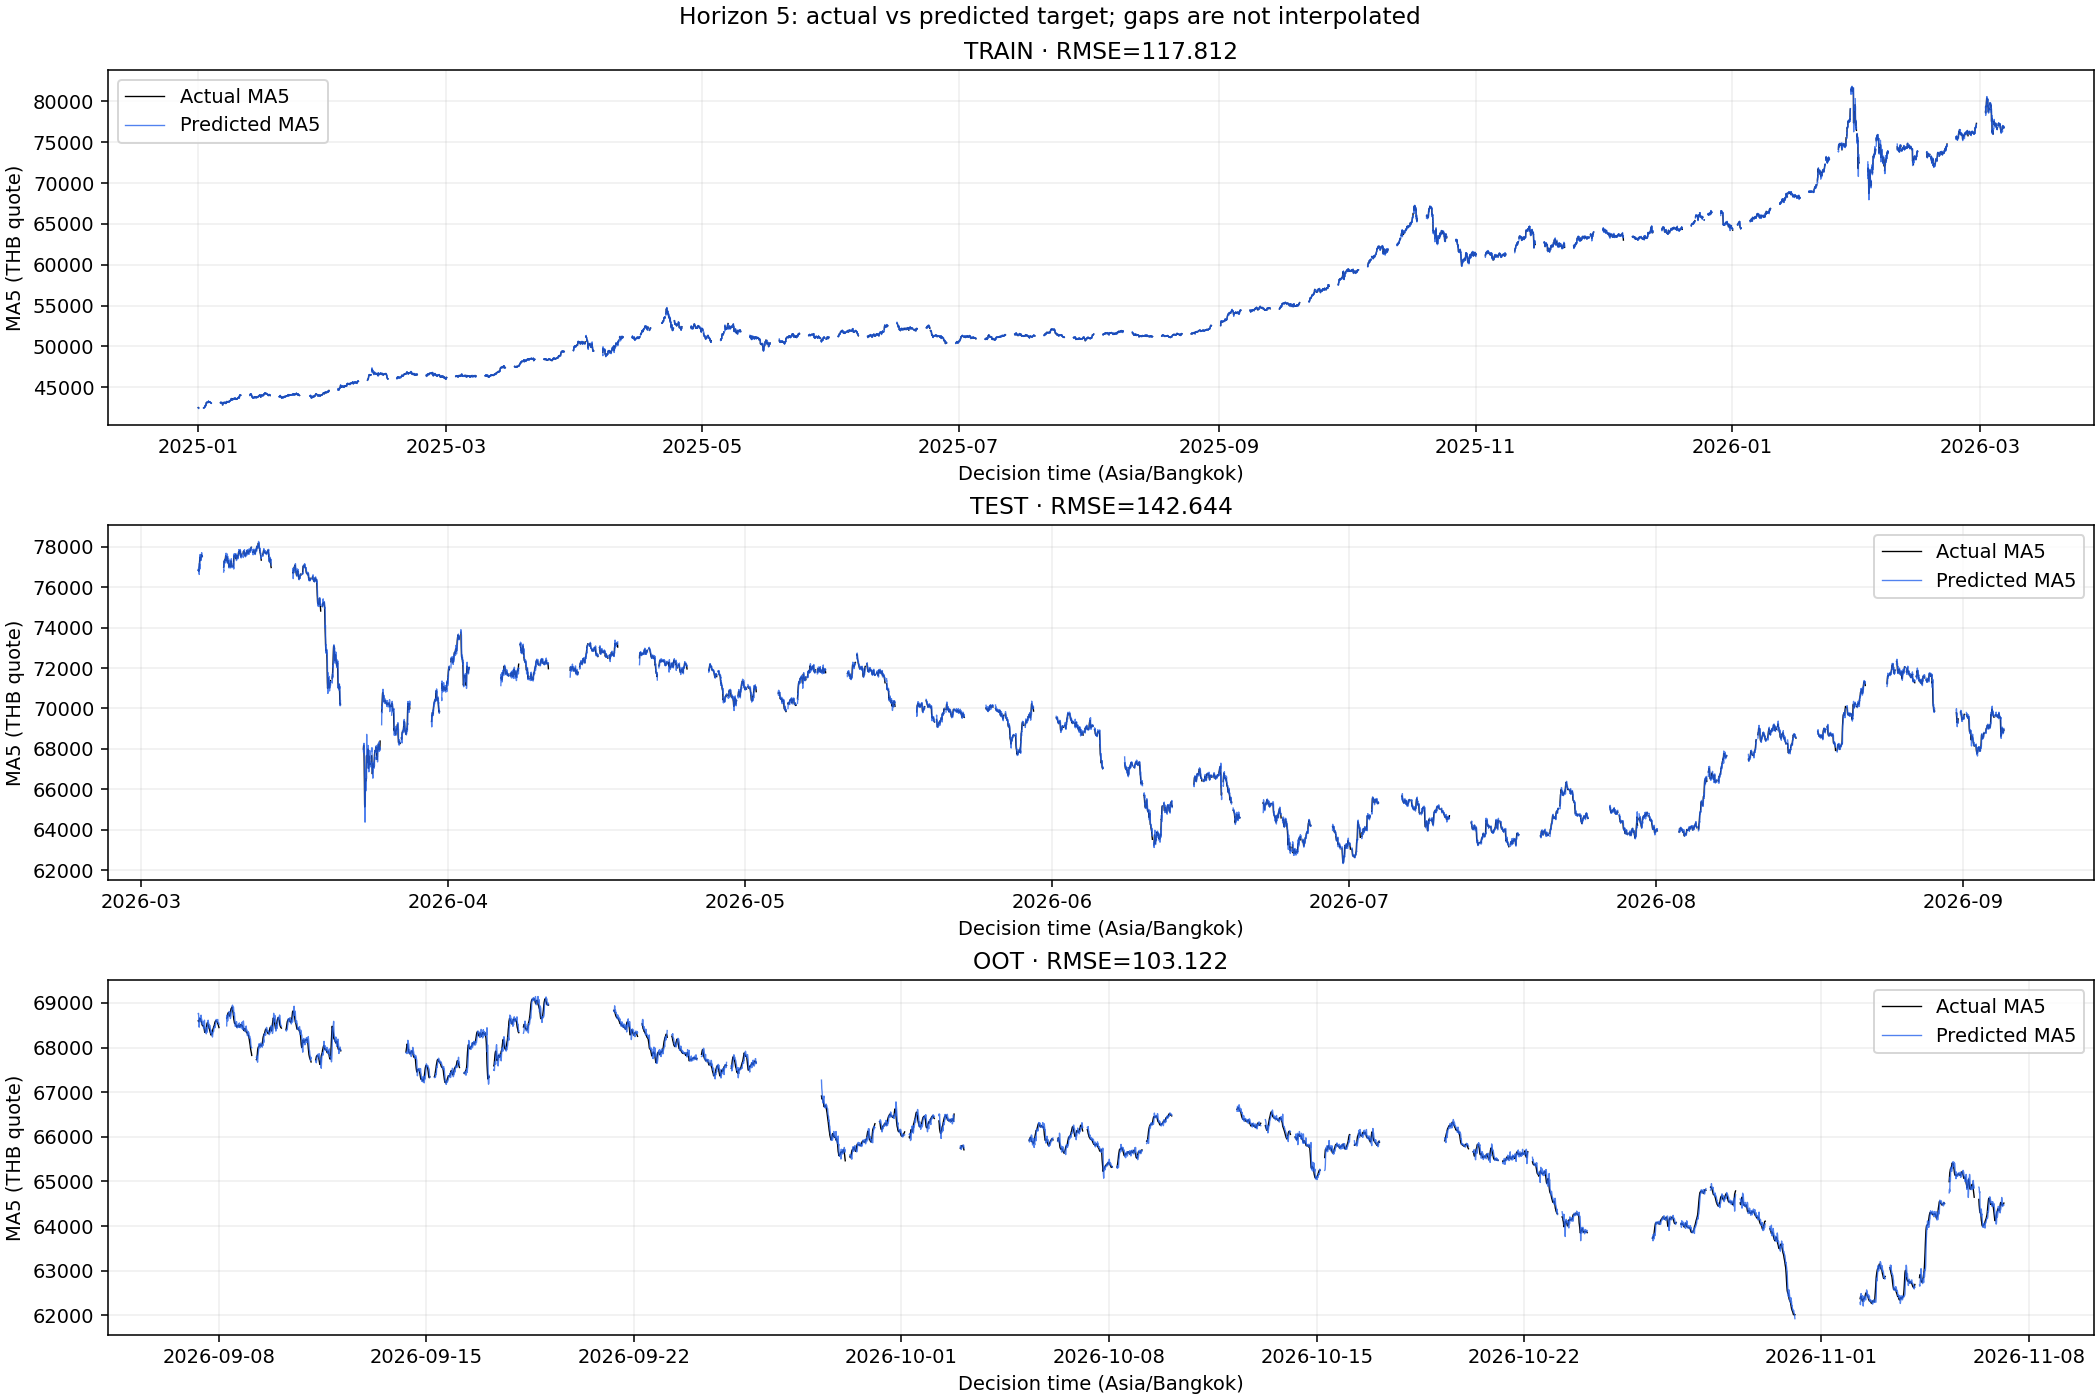 Horizon 5: actual vs predicted target; gaps are not interpolated
TRAIN · RMSE=117.812
Actual MA5
Predicted MA5
MA5 (THB quote)
80000
75000
70000
65000
60000
55000
50000
45000
2025-01 2025-03 2025-05 2025-07 2025-09 2025-11 2026-01 2026-03
Decision time (Asia/Bangkok)
TEST · RMSE=142.644
Actual MA5
Predicted MA5
MA5 (THB quote)
78000
76000
74000
72000
70000
68000
66000
64000
62000
2026-03 2026-04 2026-05 2026-06 2026-07 2026-08 2026-09
Decision time (Asia/Bangkok)
OOT · RMSE=103.122
Actual MA5
Predicted MA5
MA5 (THB quote)
69000
68000
67000
66000
65000
64000
63000
62000
2026-09-08 2026-09-15 2026-09-22 2026-10-01 2026-10-08 2026-10-15 2026-10-22 2026-11-01 2026-11-08
Decision time (Asia/Bangkok)